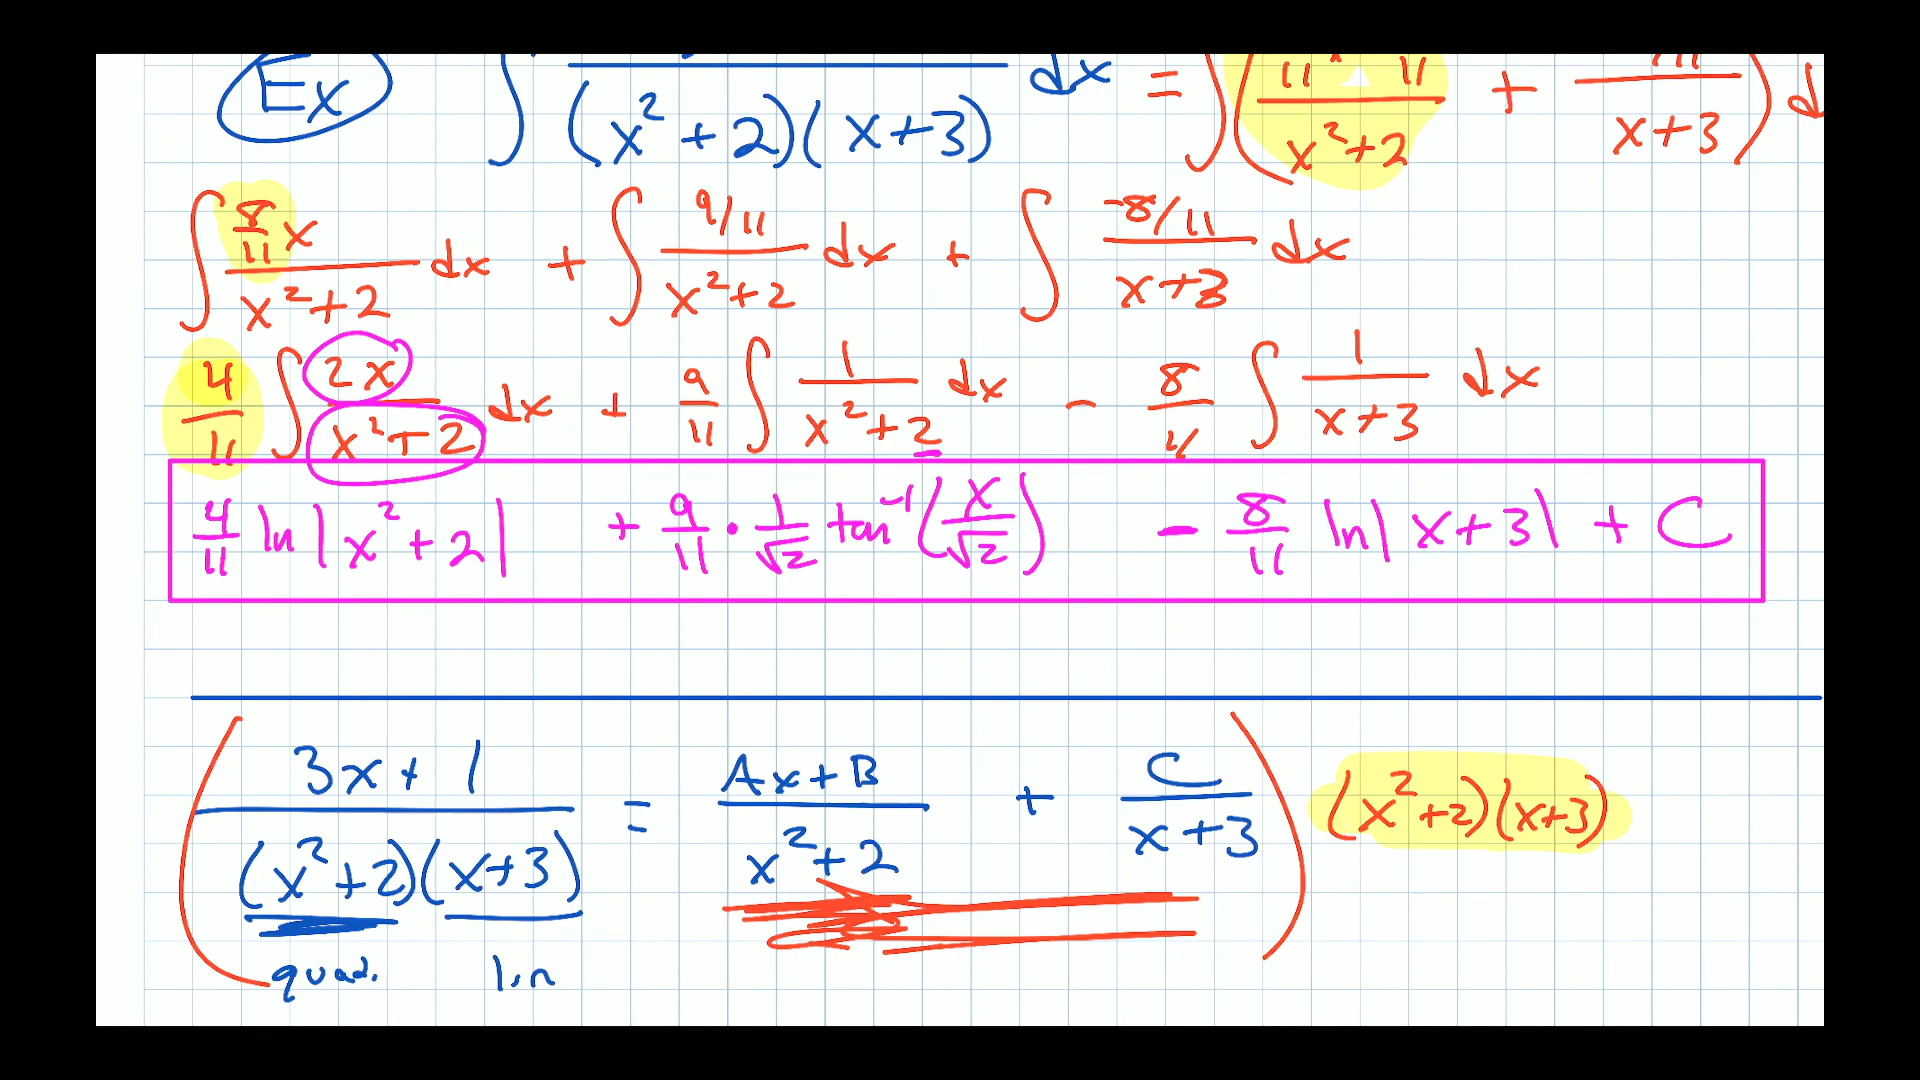 Ex ∫ / (x²+2)(x+3) dx = ∫( 11 11 / x²+2 + 11 / x+3 ) d
∫ 8/11 x / x²+2 dx + ∫ 9/11 / x²+2 dx + ∫ -8/11 / x+3 dx
4/11 ∫ 2x / x²+2 dx + 9/11 ∫ 1 / x²+2 dx - 8/11 ∫ 1 / x+3 dx
4/11 ln|x²+2| + 9/11 • 1/√2 tan⁻¹(x/√2) - 8/11 ln|x+3| + C
( 3x+1 / (x²+2)(x+3) = Ax+B / x²+2 + C / x+3 ) (x²+2)(x+3)
quad. lin